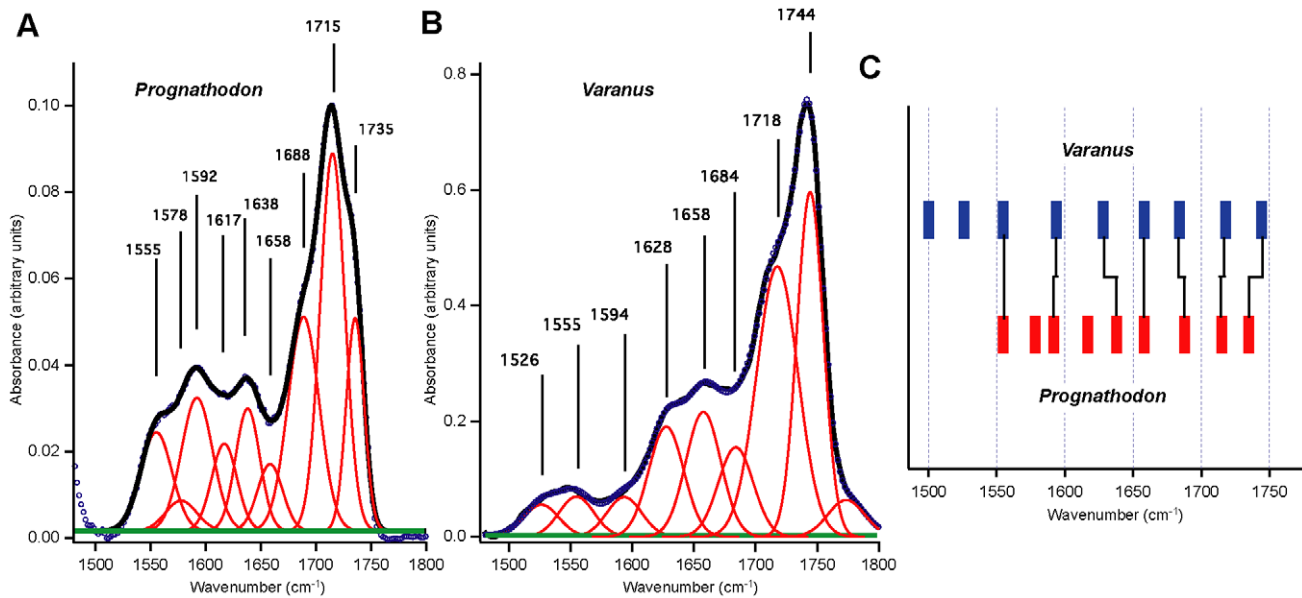 A
Prognathodon
1715
1735
1688
1592
1638
1578
1617
1658
1555
0.10
0.08
0.06
0.04
0.02
0.00
Absorbance (arbitrary units)
1500 1550 1600 1650 1700 1750 1800
Wavenumber (cm⁻¹)
B
Varanus
1744
1718
1684
1658
1628
1594
1555
1526
0.8
0.6
0.4
0.2
0.0
Absorbance (arbitrary units)
1500 1550 1600 1650 1700 1750 1800
Wavenumber (cm⁻¹)
C
Varanus
Prognathodon
1500 1550 1600 1650 1700 1750
Wavenumber (cm⁻¹)